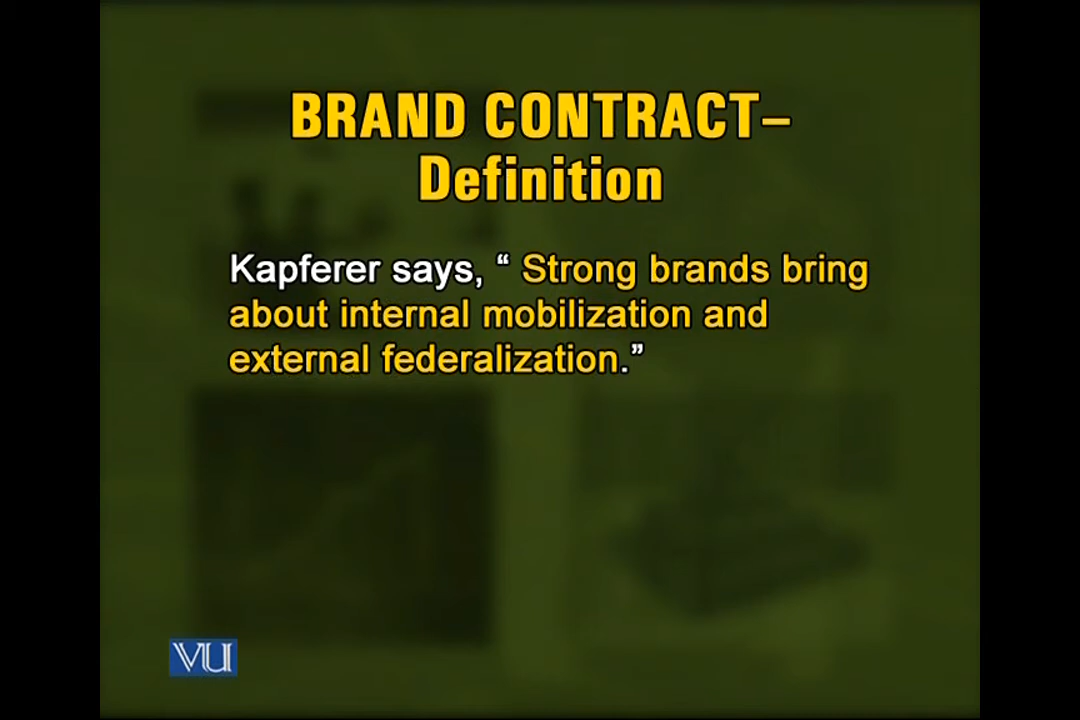 BRAND CONTRACT–
Definition
Kapferer says, “ Strong brands bring
about internal mobilization and
external federalization.”
VU